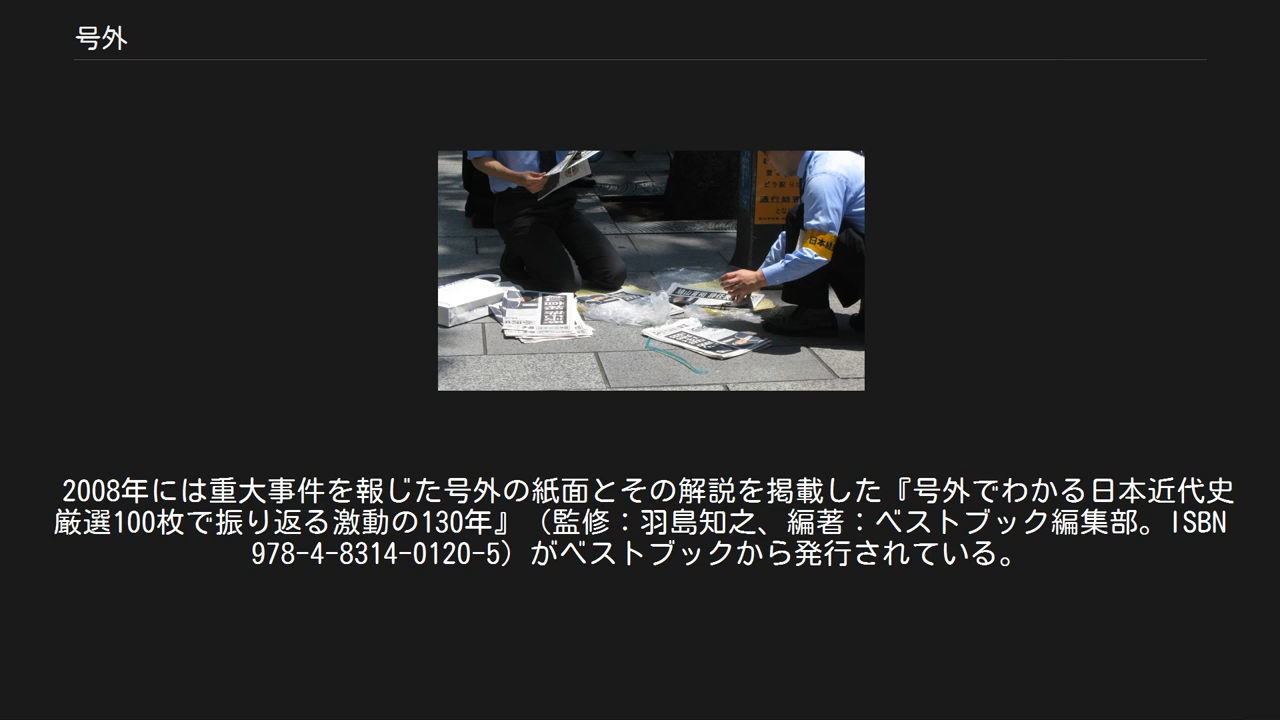 号外
日本経
2008年には重大事件を報じた号外の紙面とその解説を掲載した『号外でわかる日本近代史
厳選100枚で振り返る激動の130年』（監修：羽島知之、編著：ベストブック編集部。ISBN
978-4-8314-0120-5）がベストブックから発行されている。